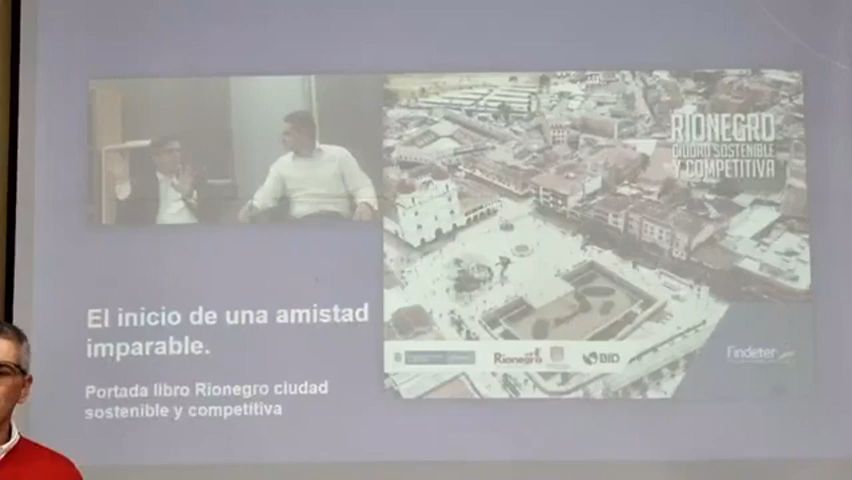 RIONEGRO
CIUDAD SOSTENIBLE
Y COMPETITIVA
El inicio de una amistad
imparable.
Portada libro Rionegro ciudad
sostenible y competitiva
Rionegro
BID
Findeter